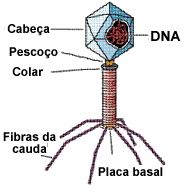 Cabeça
DNA
Pescoço
Colar
Fibras da
cauda
Placa basal